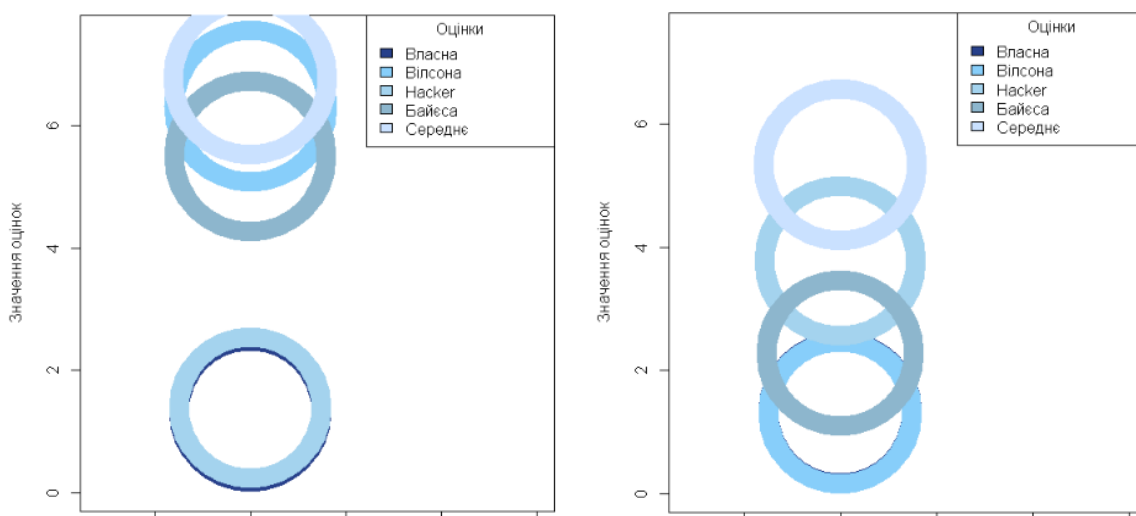 Оцінки
Власна
Вілсона
Hacker
Байєса
Середнє
Значення оцінок
6
4
2
0
Оцінки
Власна
Вілсона
Hacker
Байєса
Середнє
Значення оцінок
6
4
2
0